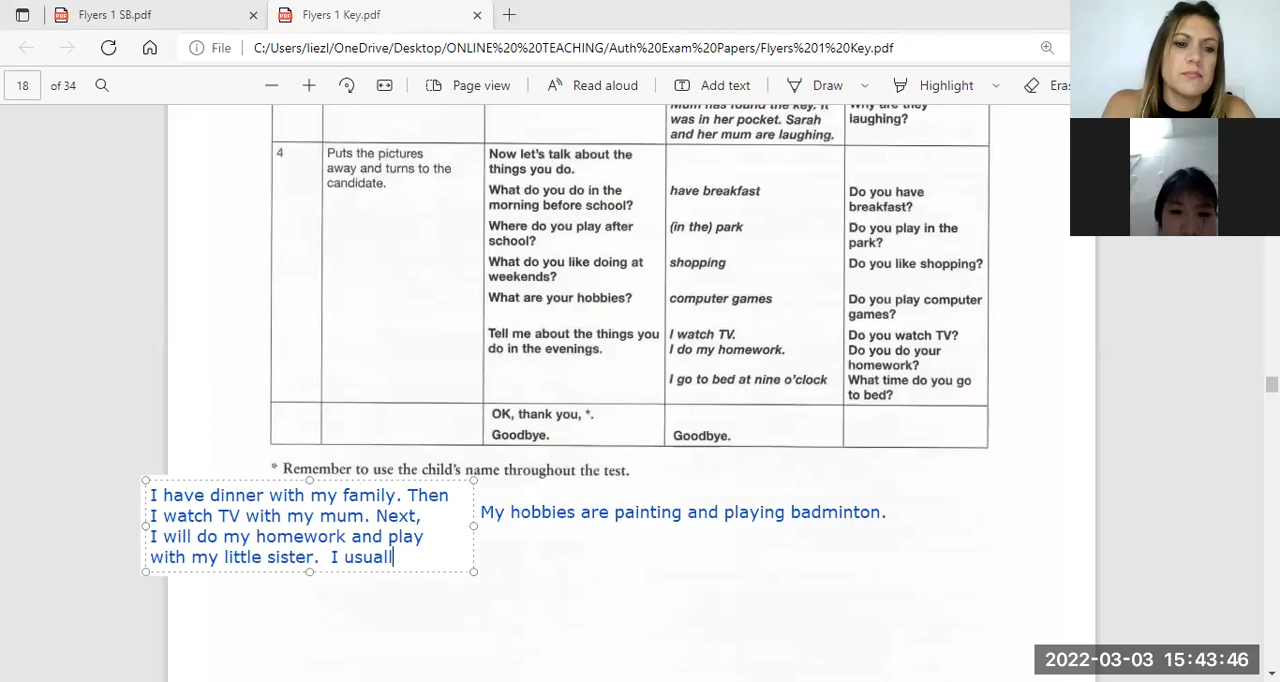 Flyers 1 SB.pdf
Flyers 1 Key.pdf
File C:/Users/liezl/OneDrive/Desktop/ONLINE%20%20TEACHING/Auth%20Exam%20Papers/Flyers%201%20Key.pdf
18 of 34 Page view Read aloud Add text Draw Highlight Eras
Mum has found the key. It
was in her pocket. Sarah
and her mum are laughing.
Why are they
laughing?
4
Puts the pictures
away and turns to the
candidate.
Now let's talk about the
things you do.
What do you do in the
morning before school?
have breakfast
Do you have
breakfast?
Where do you play after
school?
(in the) park
Do you play in the
park?
What do you like doing at
weekends?
shopping
Do you like shopping?
What are your hobbies?
computer games
Do you play computer
games?
Tell me about the things you
do in the evenings.
I watch TV.
I do my homework.
I go to bed at nine o'clock
Do you watch TV?
Do you do your
homework?
What time do you go
to bed?
OK, thank you, *.
Goodbye.
Goodbye.
* Remember to use the child's name throughout the test.
I have dinner with my family. Then
I watch TV with my mum. Next,
I will do my homework and play
with my little sister.  I usuall
My hobbies are painting and playing badminton.
2022-03-03 15:43:46